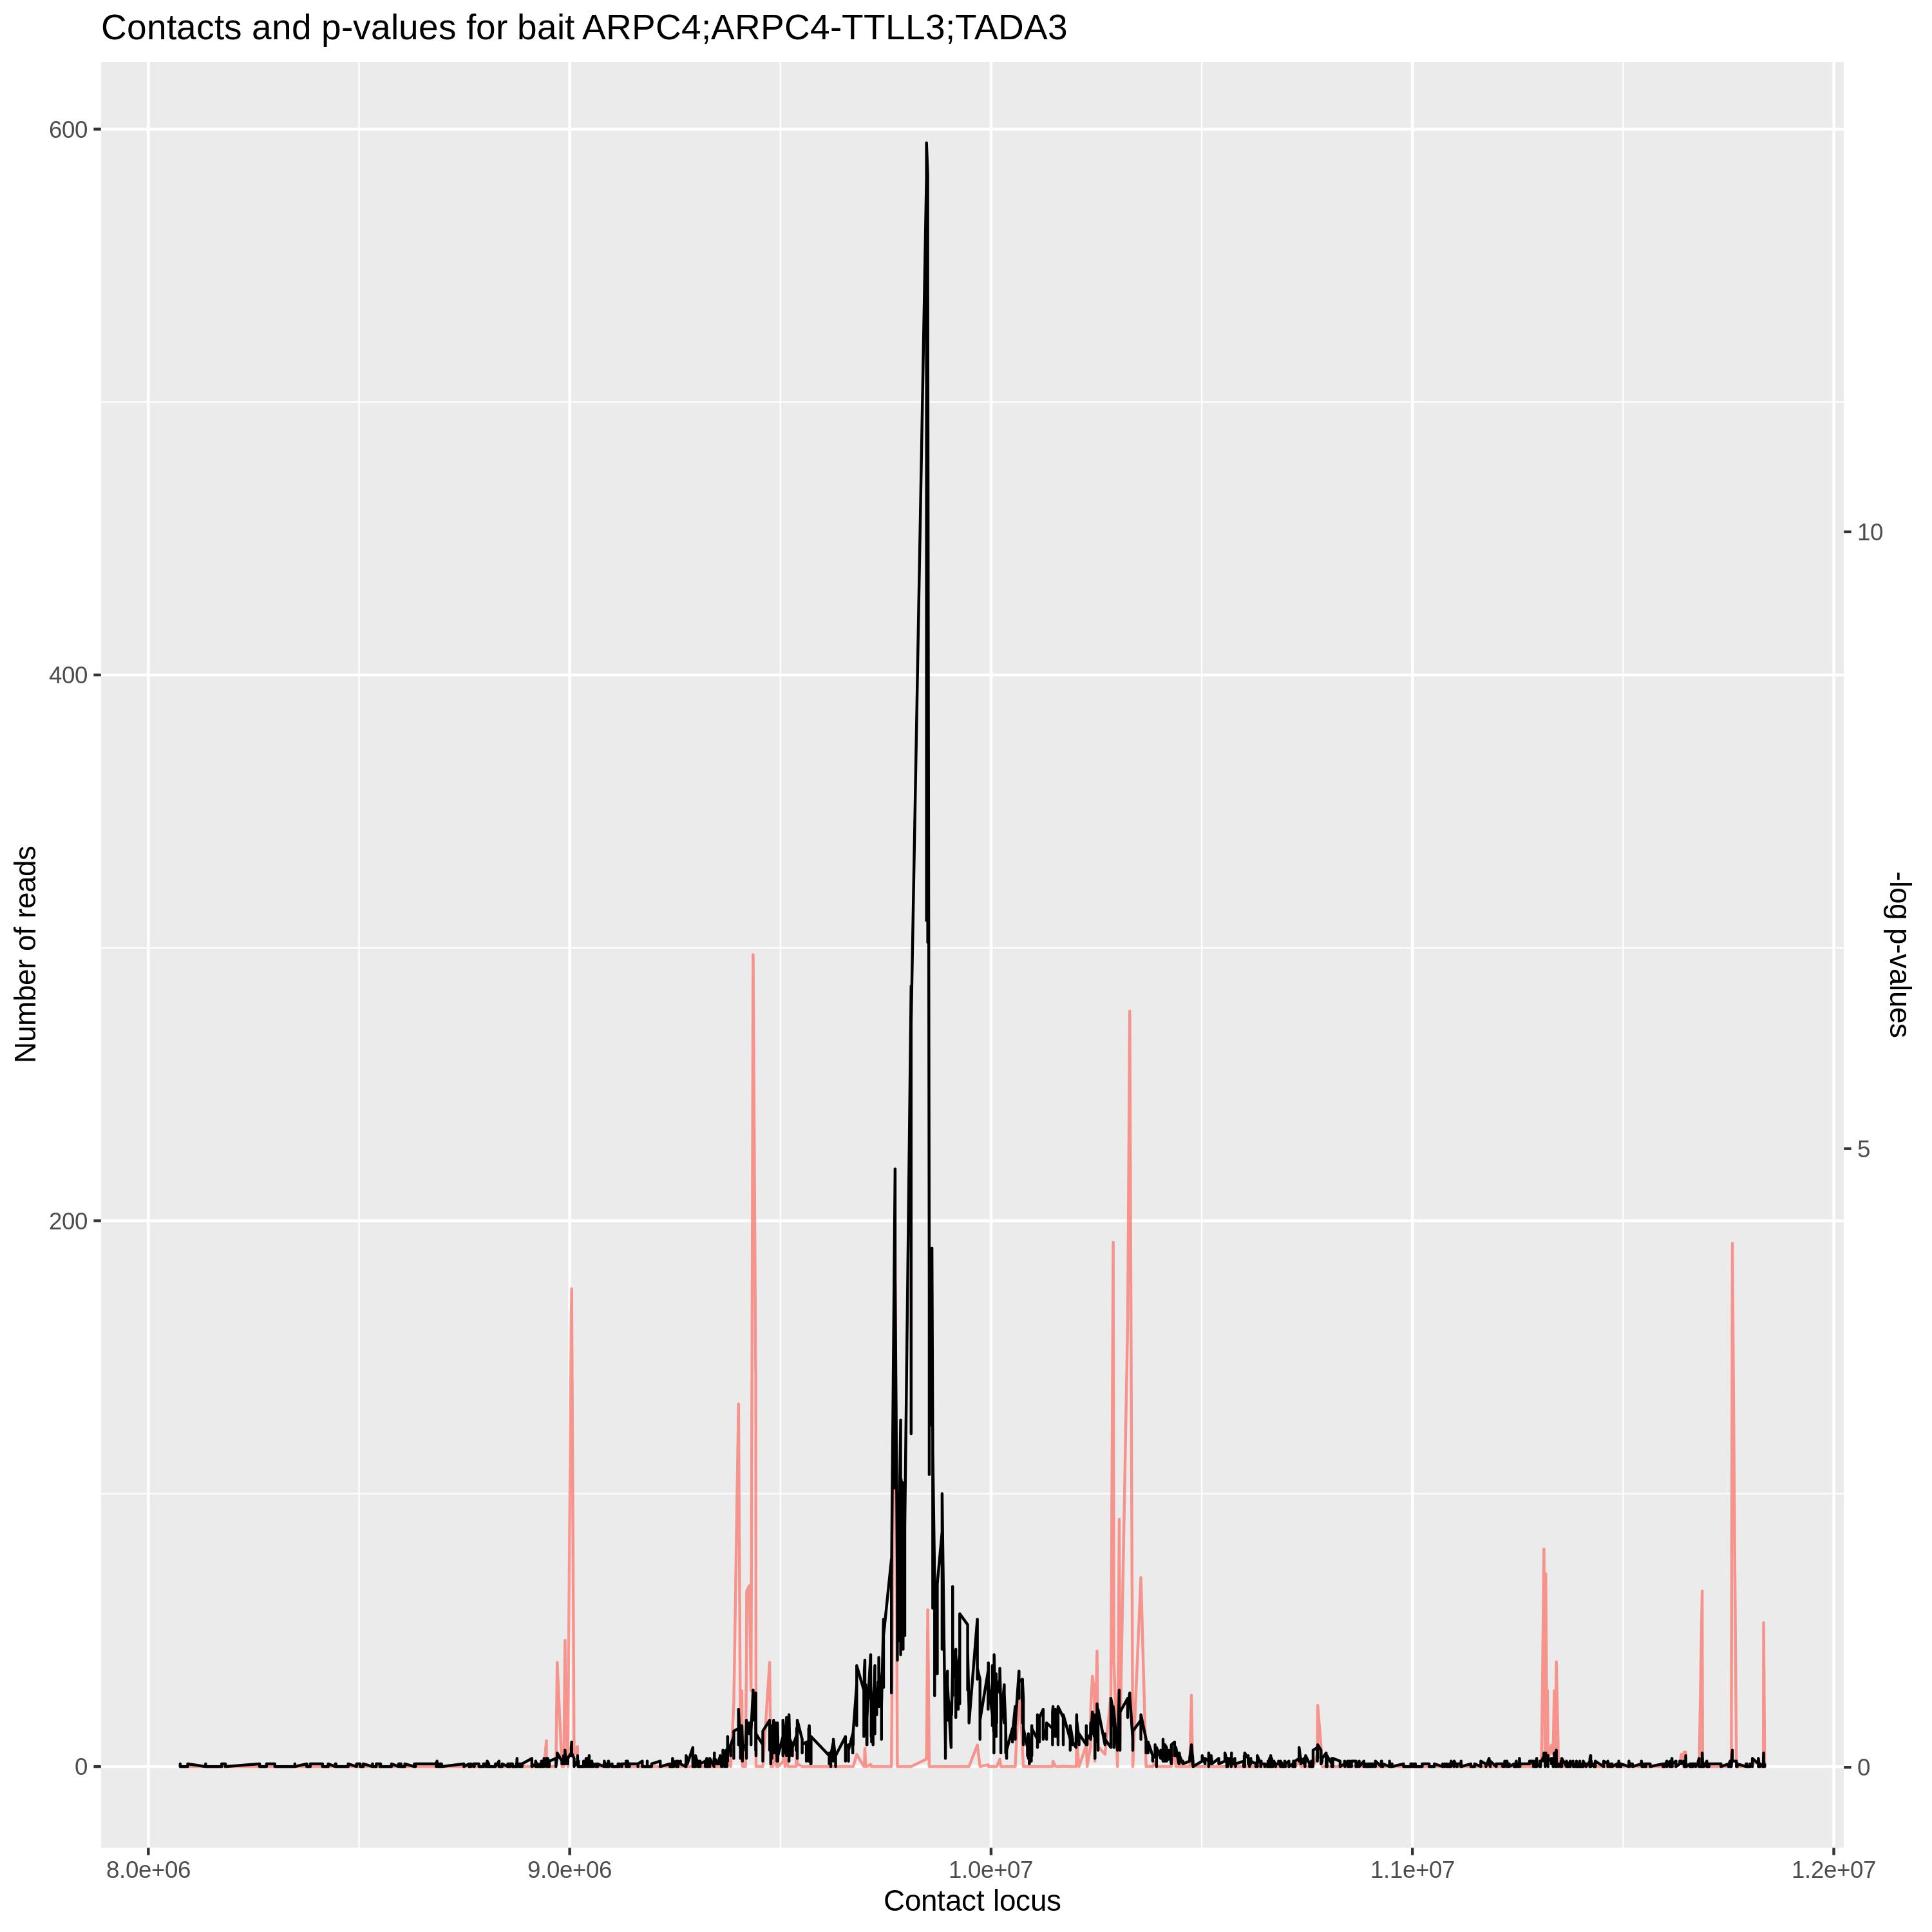 Contacts and p-values for bait ARPC4;ARPC4-TTLL3;TADA3
600
400
200
0
Number of reads
10
5
0
-log p-values
8.0e+06
9.0e+06
1.0e+07
1.1e+07
1.2e+07
Contact locus